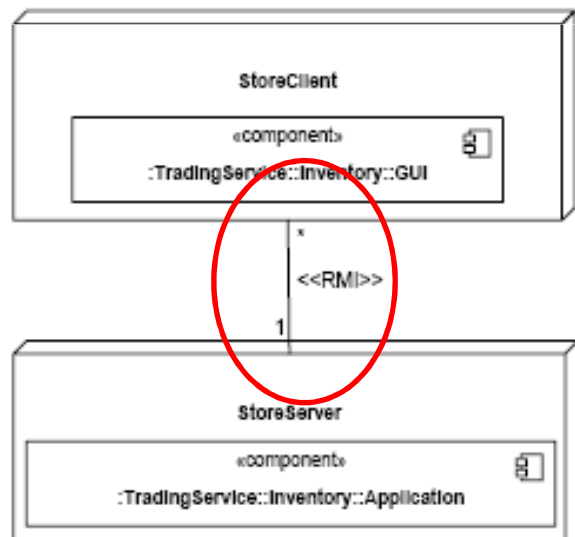 StoreClient
«component»
:TradingService::Inventory::GUI
*
<<RMI>>
1
StoreServer
«component»
:TradingService::Inventory::Application